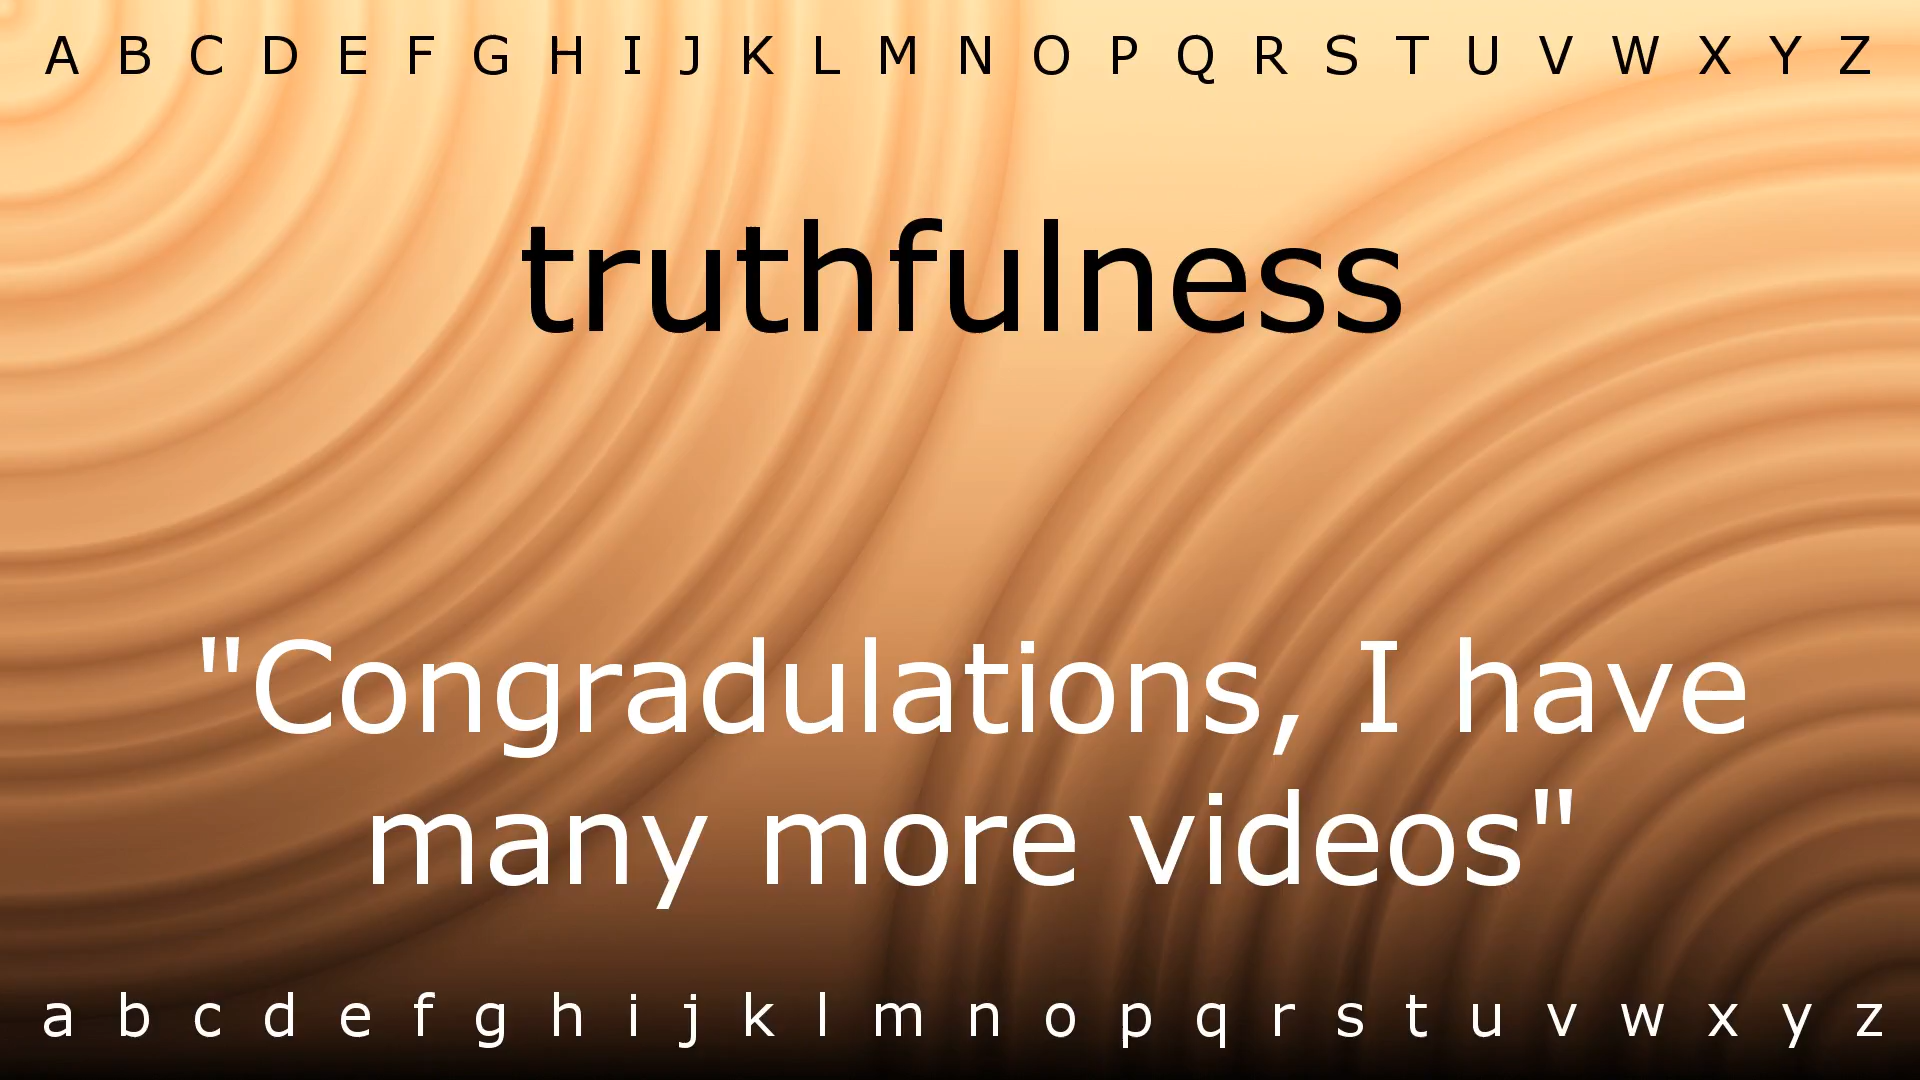 A B C D E F G H I J K L M N O P Q R S T U V W X Y Z
truthfulness
"Congradulations, I have
many more videos"
a b c d e f g h i j k l m n o p q r s t u v w x y z